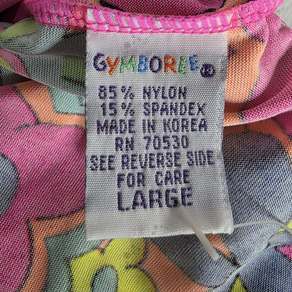 GYMBOREE®
85% NYLON
15% SPANDEX
MADE IN KOREA
RN 70530
SEE REVERSE SIDE
FOR CARE
LARGE